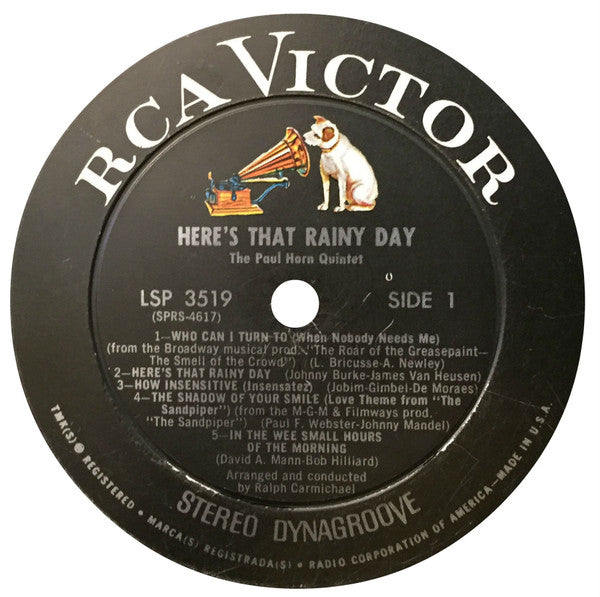 RCA VICTOR
HERE'S THAT RAINY DAY
The Paul Horn Quintet
LSP 3519
(SPRS-4617)
SIDE 1
1—WHO CAN I TURN TO (When Nobody Needs Me)
(from the Broadway musical prod. "The Roar of the Greasepaint—
The Smell of the Crowd") (L. Bricusse-A. Newley)
2—HERE'S THAT RAINY DAY (Johnny Burke-James Van Heusen)
3—HOW INSENSITIVE (Insensatez) (Jobim-Gimbel-De Moraes)
4—THE SHADOW OF YOUR SMILE (Love Theme from "The
Sandpiper") (from the M-G-M & Filmways prod.
"The Sandpiper") (Paul F. Webster-Johnny Mandel)
5—IN THE WEE SMALL HOURS
OF THE MORNING
(David A. Mann-Bob Hilliard)
Arranged and conducted
by Ralph Carmichael
STEREO DYNAGROOVE
TMK(S) ® REGISTERED • MARCA(S) REGISTRADA(S) • RADIO CORPORATION OF AMERICA—MADE IN U.S.A.